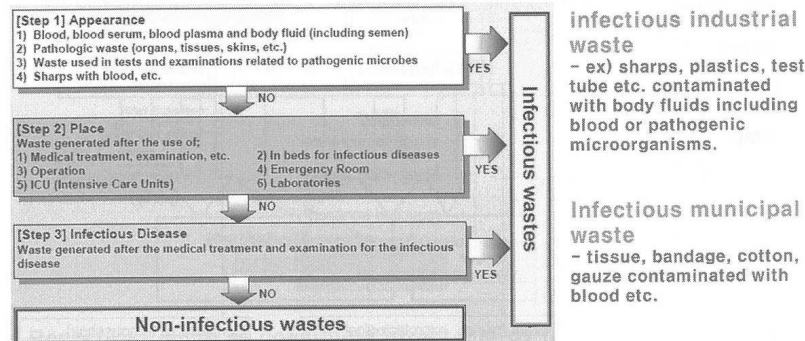 [Step 1] Appearance
1) Blood, blood serum, blood plasma and body fluid (including semen)
2) Pathologic waste (organs, tissues, skins, etc.)
3) Waste used in tests and examinations related to pathogenic microbes
4) Sharps with blood, etc.
YES
NO
[Step 2] Place
Waste generated after the use of;
1) Medical treatment, examination, etc. 2) In beds for infectious diseases
3) Operation 4) Emergency Room
5) ICU (Intensive Care Units) 6) Laboratories
YES
NO
[Step 3] Infectious Disease
Waste generated after the medical treatment and examination for the infectious
disease
YES
NO
Non-infectious wastes
Infectious wastes
infectious industrial
waste
- ex) sharps, plastics, test
tube etc. contaminated
with body fluids including
blood or pathogenic
microorganisms.
Infectious municipal
waste
- tissue, bandage, cotton,
gauze contaminated with
blood etc.